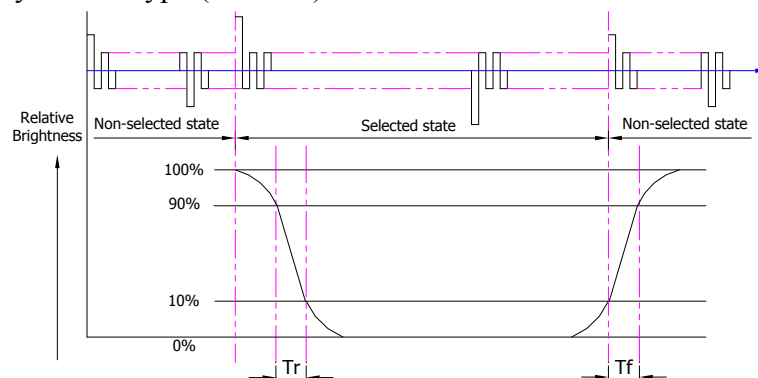 Relative
Brightness
Non-selected state
Selected state
Non-selected state
100%
90%
10%
0%
Tr
Tf